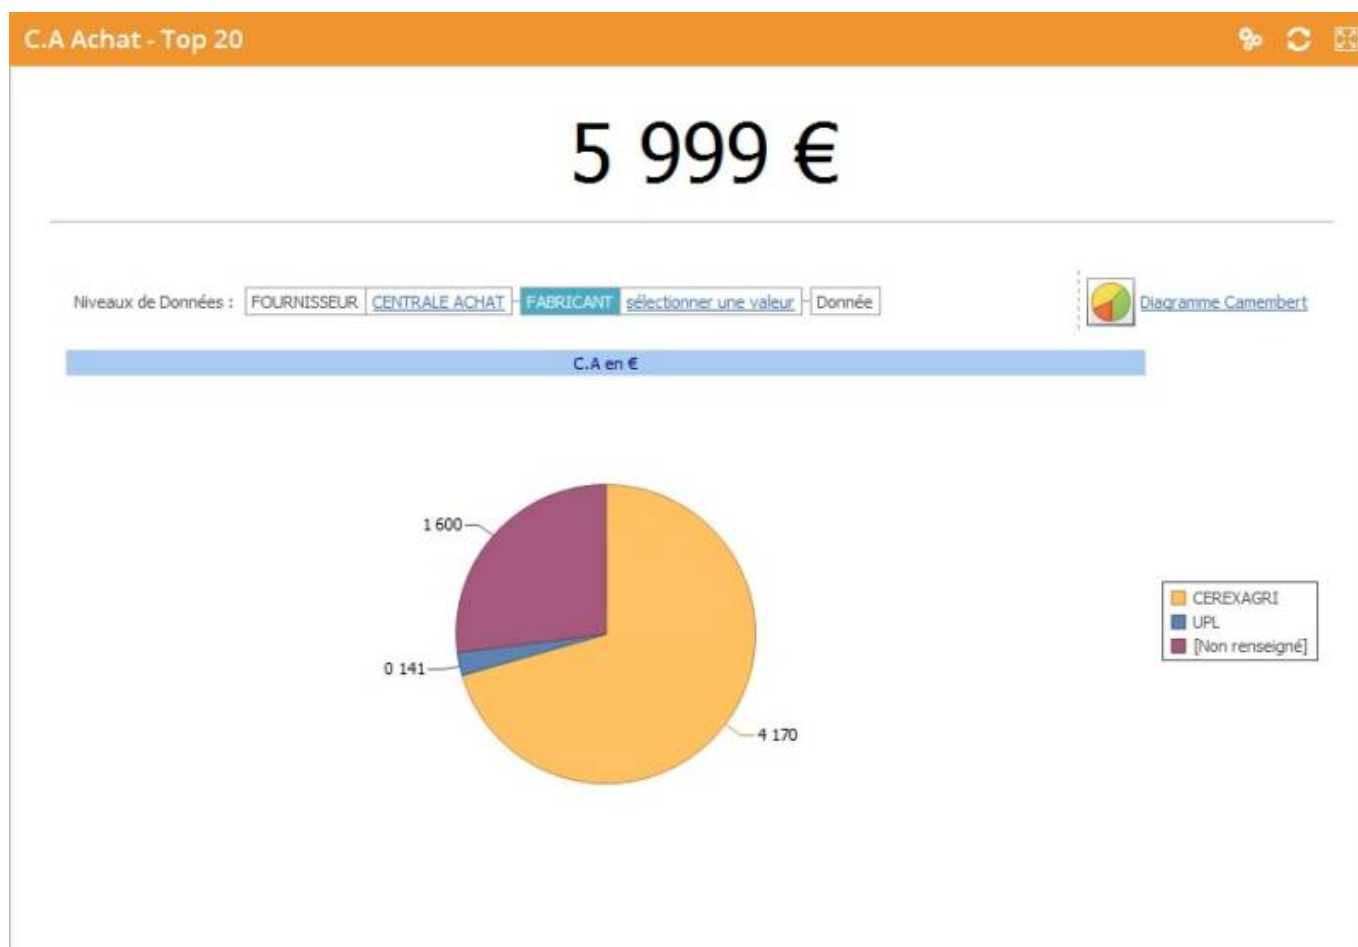 C.A Achat - Top 20
5 999 €
Niveaux de Données : FOURNISSEUR CENTRALE ACHAT FABRICANT sélectionner une valeur Donnée Diagramme Camembert
C.A en €
1 600
0 141
4 170
CEREXAGRI
UPL
[Non renseigné]